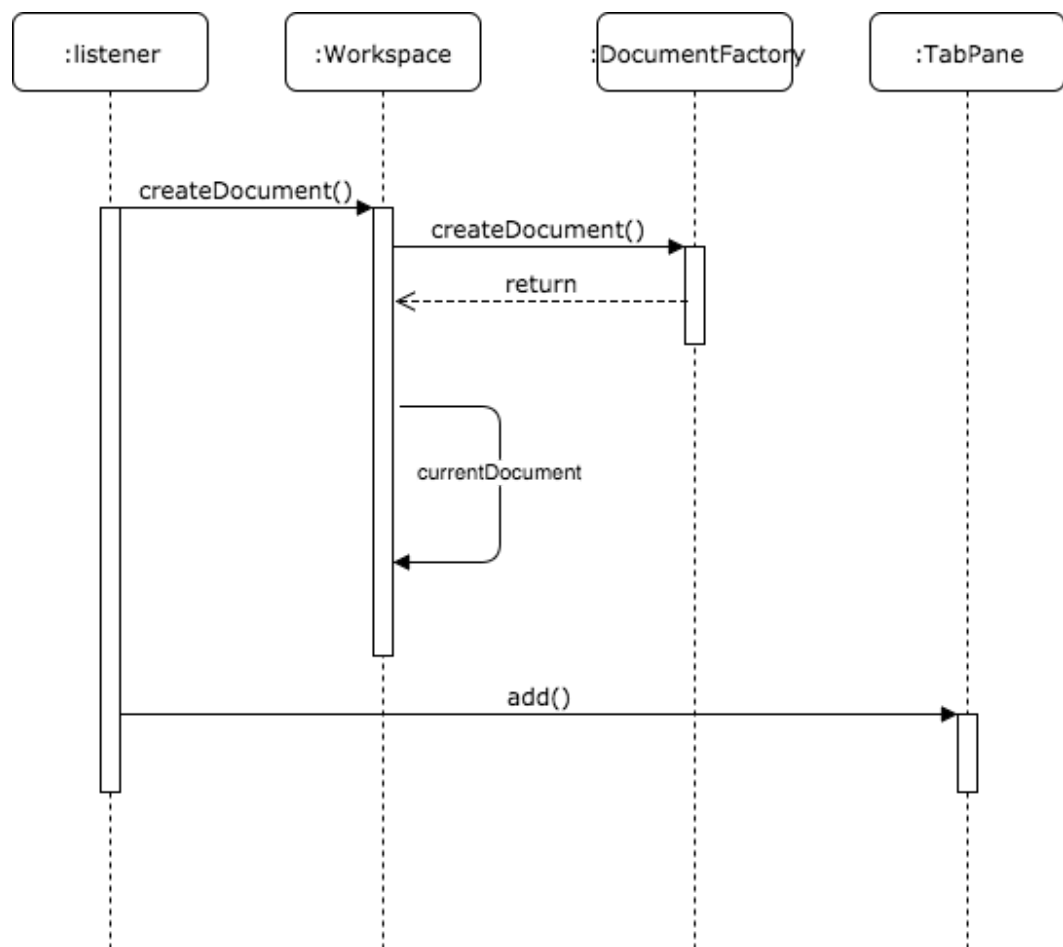 :listener
:Workspace
:DocumentFactory
:TabPane
createDocument()
createDocument()
return
currentDocument
add()